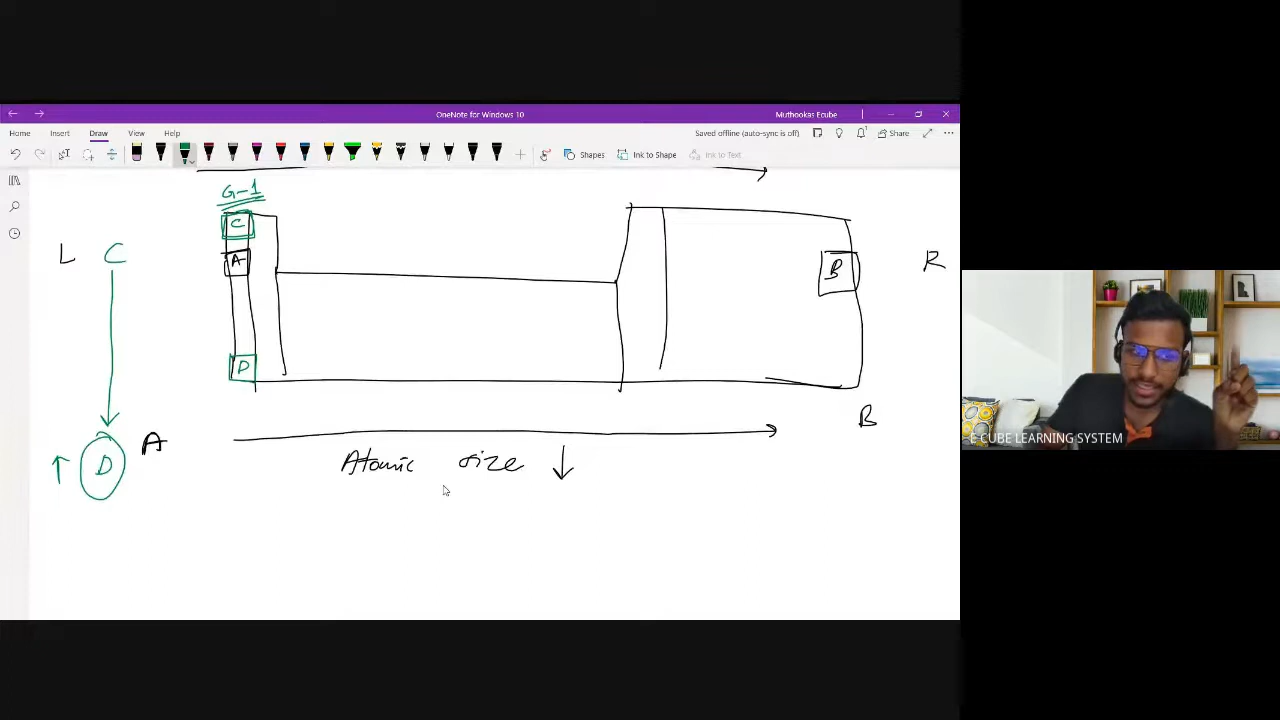 OneNote for Windows 10
Muthookas Ecube
Home Insert Draw View Help
Saved offline (auto-sync is off)
Share
Shapes
Ink to Shape
Ink to Text
G-1
C
L C
A
B
R
D
A
B
↑ D
Atomic size ↓
E CUBE LEARNING SYSTEM